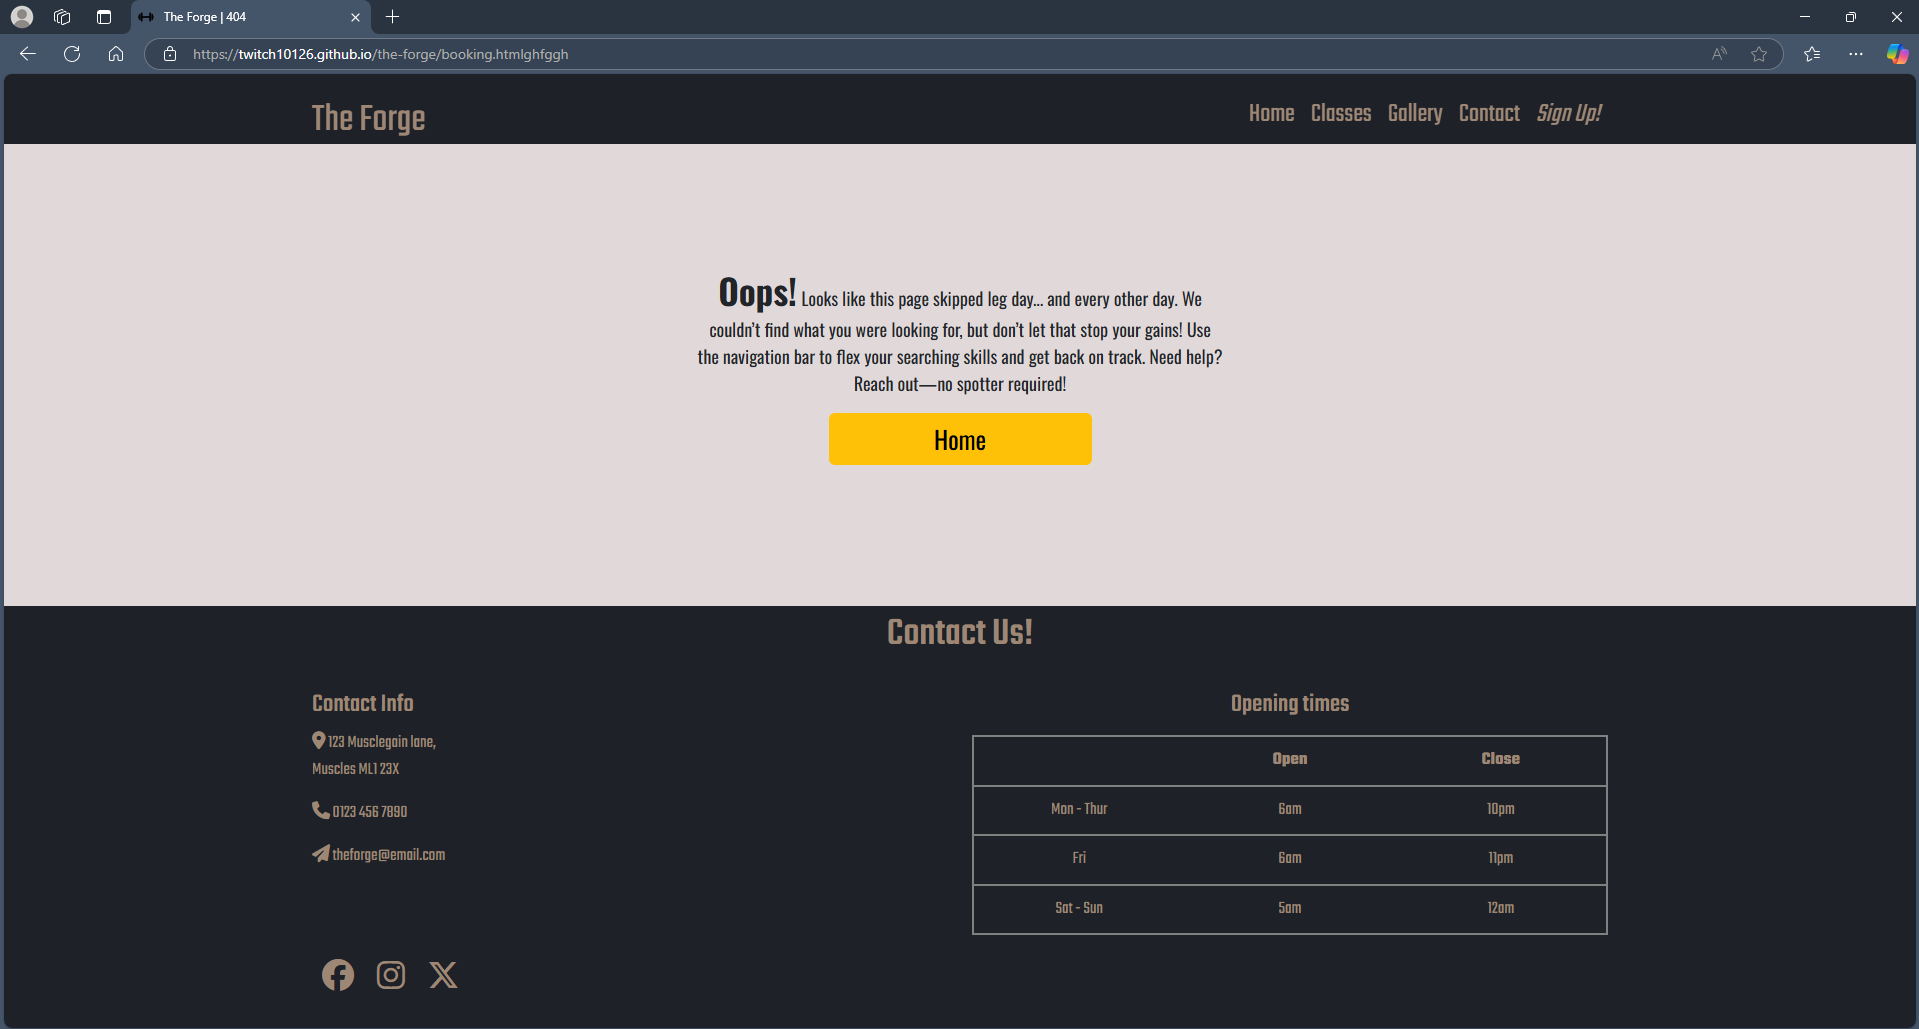 The Forge | 404
https://twitch10126.github.io/the-forge/booking.htmlghfggh
The Forge
Home Classes Gallery Contact Sign Up!
Oops! Looks like this page skipped leg day... and every other day. We
couldn't find what you were looking for, but don't let that stop your gains! Use
the navigation bar to flex your searching skills and get back on track. Need help?
Reach out—no spotter required!
Home
Contact Us!
Contact Info
123 Musclegain lane,
Muscles ML1 23X
0123 456 7890
theforge@email.com
Opening times
Open Close
Mon - Thur 6am 10pm
Fri 6am 11pm
Sat - Sun 5am 12am